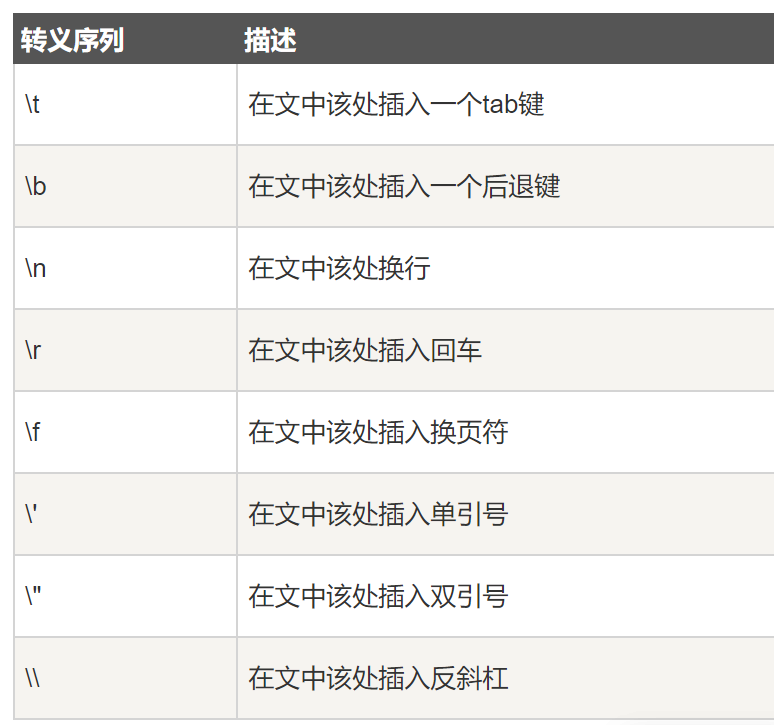 转义序列 描述
\t 在文中该处插入一个tab键
\b 在文中该处插入一个后退键
\n 在文中该处换行
\r 在文中该处插入回车
\f 在文中该处插入换页符
\' 在文中该处插入单引号
\" 在文中该处插入双引号
\\ 在文中该处插入反斜杠